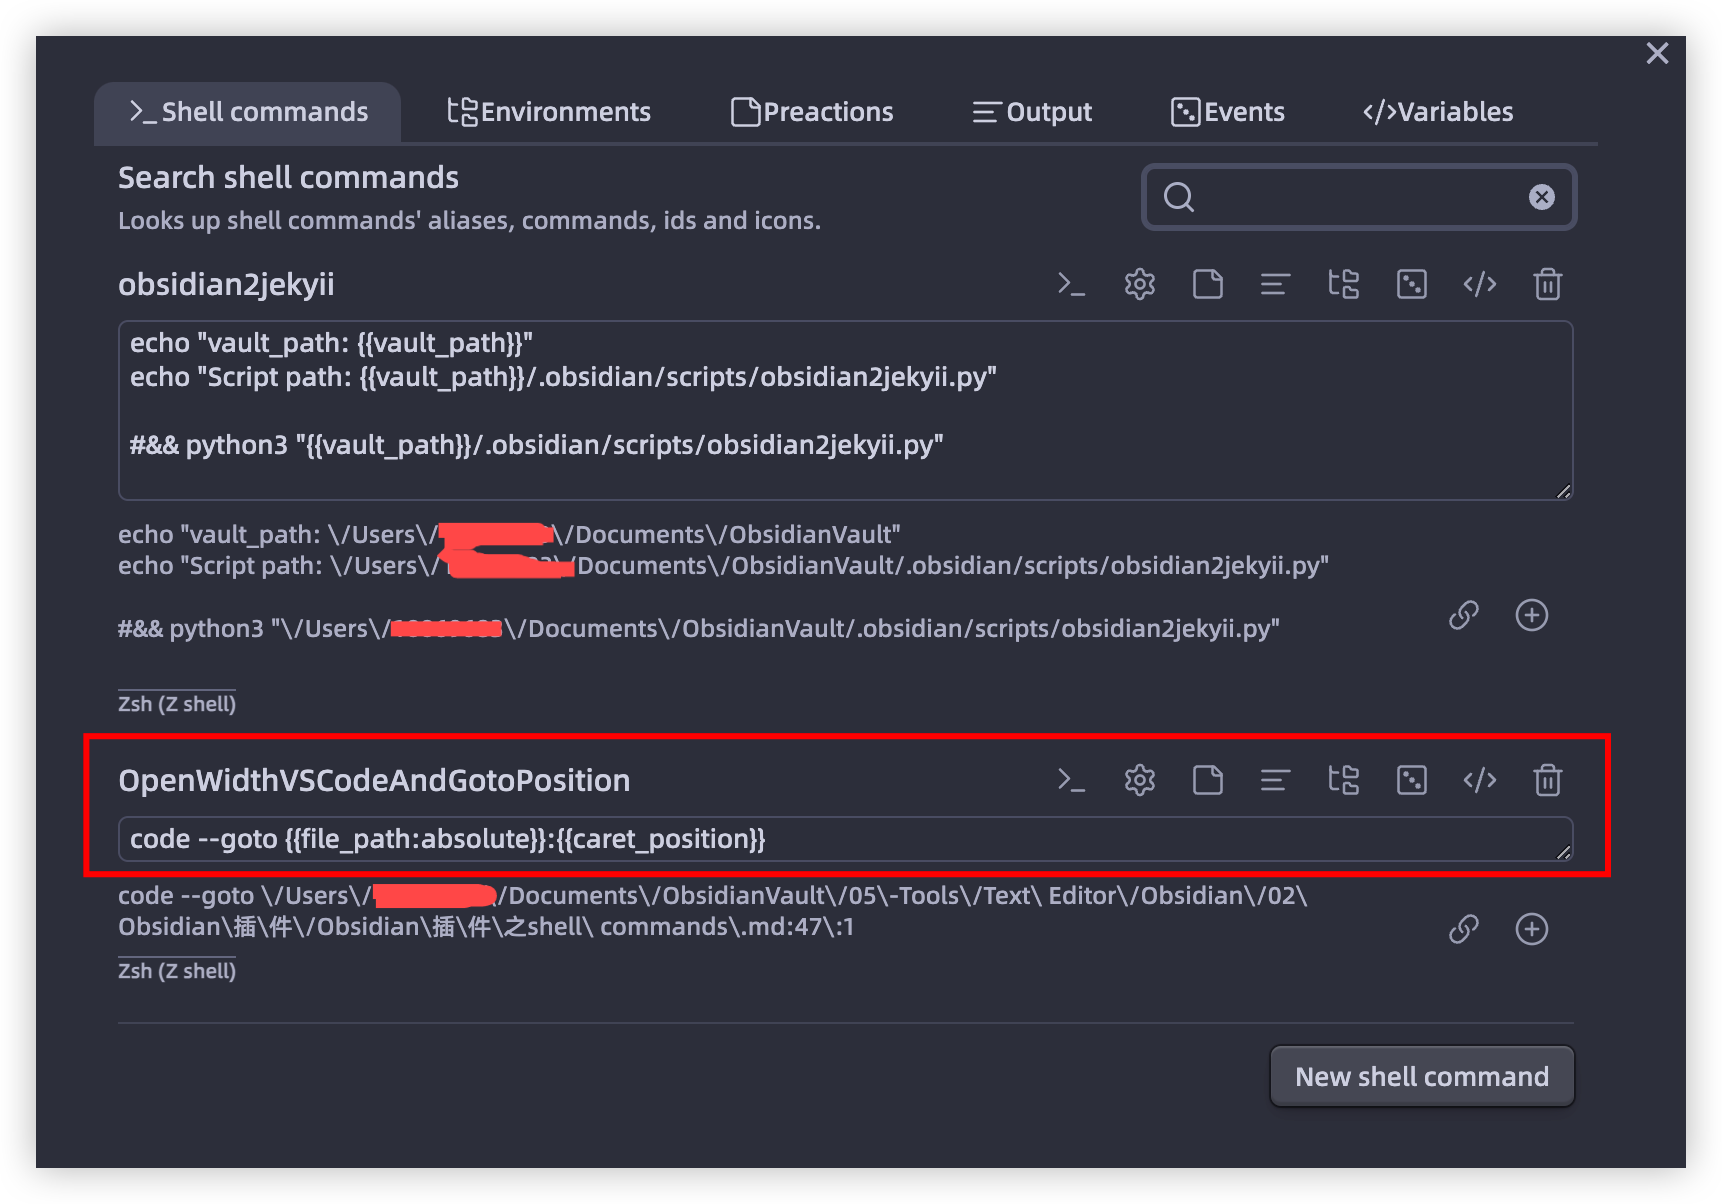 Shell commands
Environments
Preactions
Output
Events
Variables
Search shell commands
Looks up shell commands' aliases, commands, ids and icons.
obsidian2jekyii
echo "vault_path: {{vault_path}}"
echo "Script path: {{vault_path}}/.obsidian/scripts/obsidian2jekyii.py"
#&& python3 "{{vault_path}}/.obsidian/scripts/obsidian2jekyii.py"
echo "vault_path: \/Users\/ \/Documents\/ObsidianVault"
echo "Script path: \/Users\/ /Documents\/ObsidianVault/.obsidian/scripts/obsidian2jekyii.py"
#&& python3 "\/Users\/ \/Documents\/ObsidianVault/.obsidian/scripts/obsidian2jekyii.py"
Zsh (Z shell)
OpenWidthVSCodeAndGotoPosition
code --goto {{file_path:absolute}}:{{caret_position}}
code --goto \/Users\/ /Documents\/ObsidianVault\/05\-Tools\/Text\ Editor\/Obsidian\/02\
Obsidian\插\件\/Obsidian\插\件\之shell\ commands\.md:47\:1
Zsh (Z shell)
New shell command